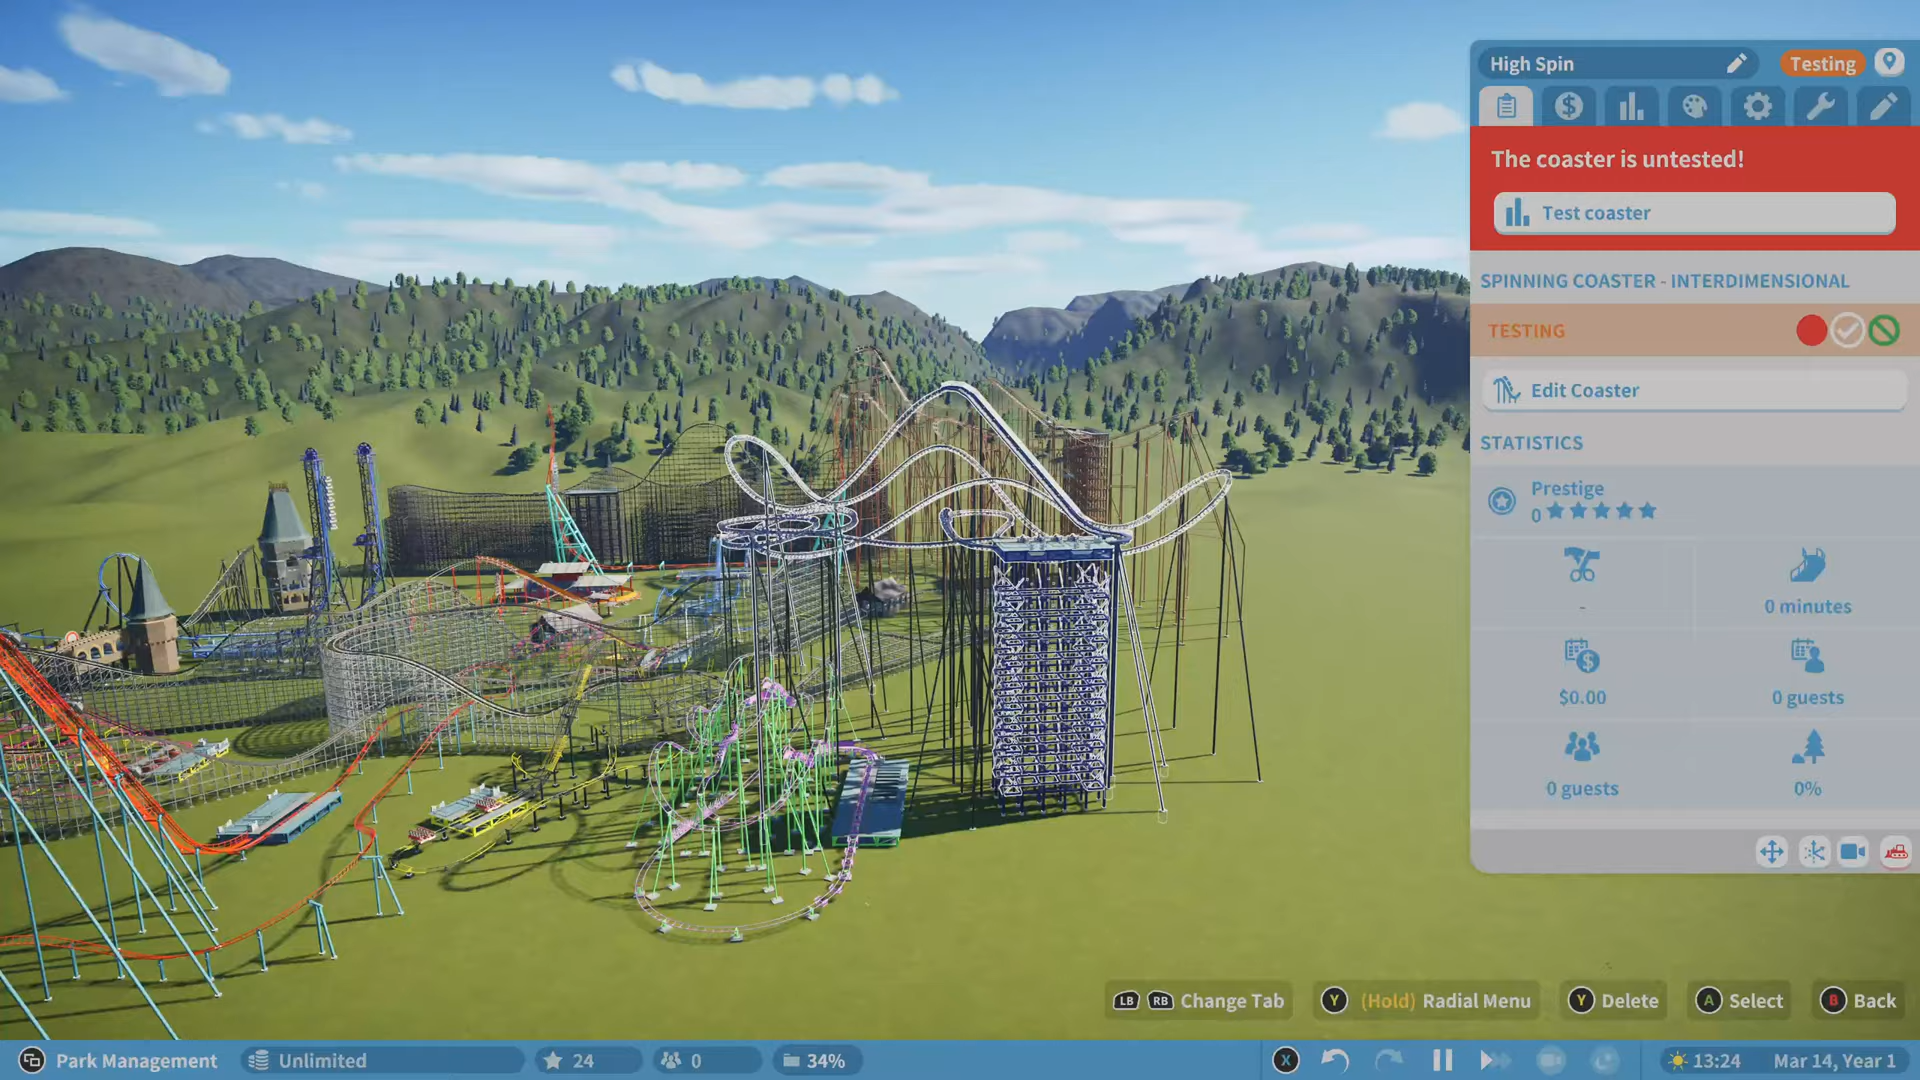 High Spin
Testing
The coaster is untested!
Test coaster
SPINNING COASTER - INTERDIMENSIONAL
TESTING
Edit Coaster
STATISTICS
Prestige
0
-
0 minutes
$0.00
0 guests
0 guests
0%
LB RB Change Tab
Y (Hold) Radial Menu
Y Delete
A Select
B Back
Park Management
Unlimited
24
0
34%
X
13:24
Mar 14, Year 1